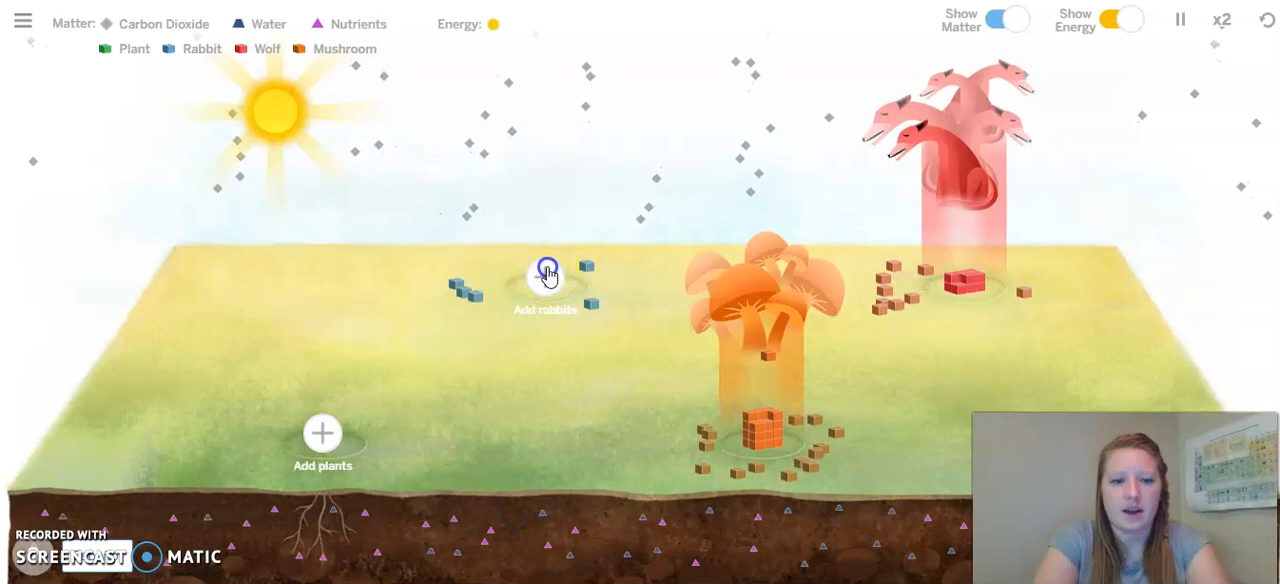 Matter: Carbon Dioxide Water Nutrients Energy:
Plant Rabbit Wolf Mushroom
Show Matter
Show Energy
x2
Add rabbits
Add plants
RECORDED WITH
SCREENCAST MATIC